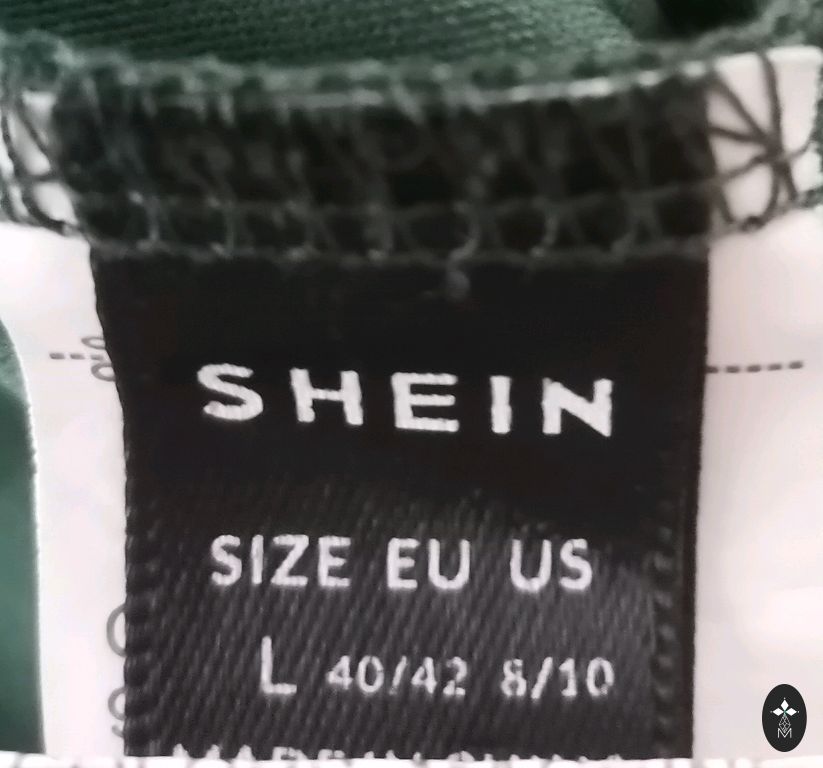 SHEIN
SIZE EU US
L 40/42 8/10